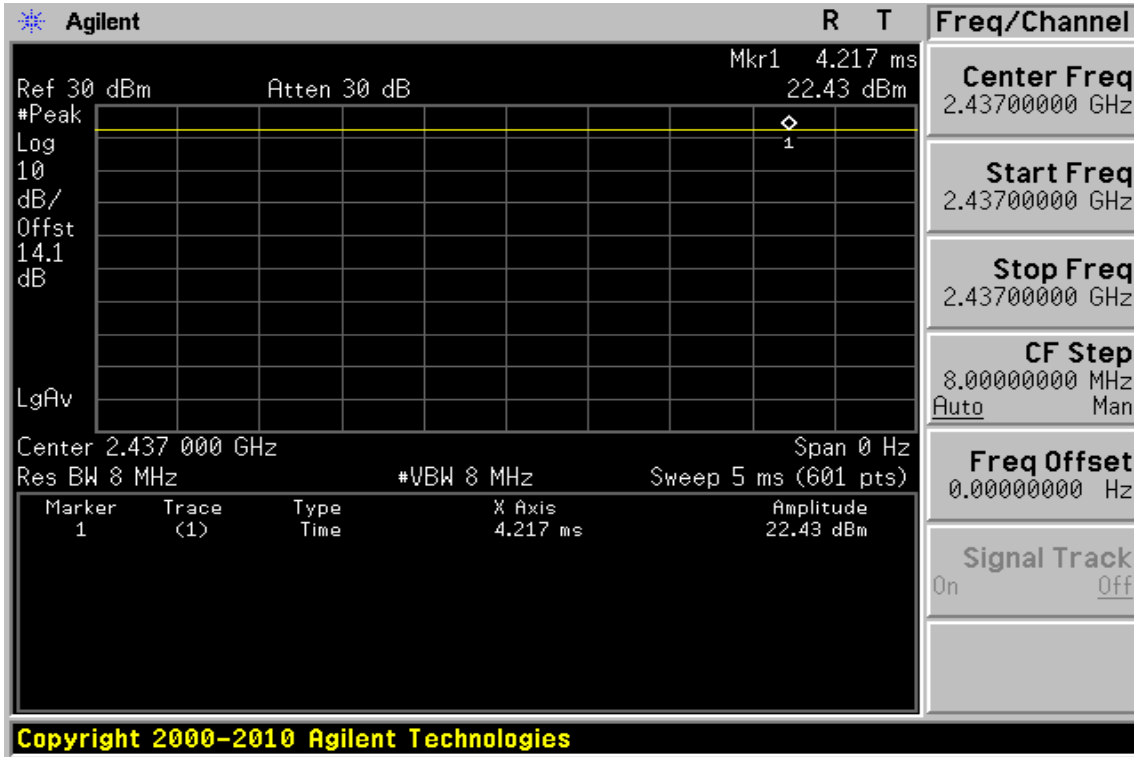 Agilent R T
Mkr1 4.217 ms
Ref 30 dBm Atten 30 dB 22.43 dBm
#Peak
Log
10
dB/
Offst
14.1
dB
LgAv
1
Center 2.437 000 GHz Span 0 Hz
Res BW 8 MHz #VBW 8 MHz Sweep 5 ms (601 pts)
Marker Trace Type X Axis Amplitude
1 (1) Time 4.217 ms 22.43 dBm
Freq/Channel
Center Freq
2.43700000 GHz
Start Freq
2.43700000 GHz
Stop Freq
2.43700000 GHz
CF Step
8.00000000 MHz
Auto Man
Freq Offset
0.00000000 Hz
Signal Track
On Off
Copyright 2000-2010 Agilent Technologies